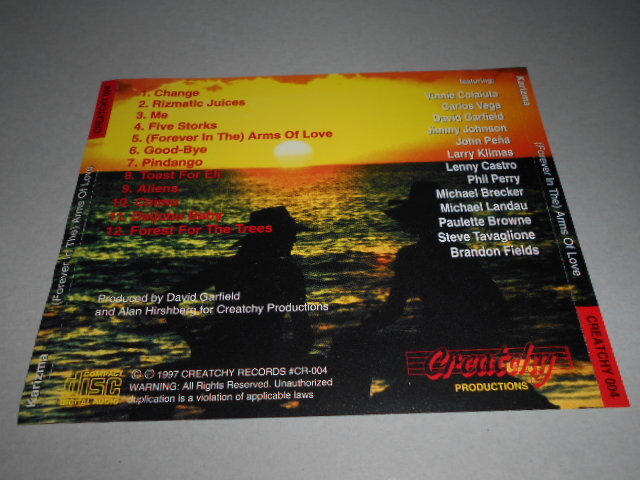 1. Change
2. Rizmatic Juices
3. Me
4. Five Storks
5. (Forever In The) Arms Of Love
6. Good-Bye
7. Pindango
8. Toast For Eli
9. Aliens
10.
11. Baby
12. Forest For The Trees
featuring:
Vinnie Colaiuta
Carlos Vega
David Garfield
Jimmy Johnson
John Peña
Larry Klimas
Lenny Castro
Phil Perry
Michael Brecker
Michael Landau
Paulette Browne
Steve Tavaglione
Brandon Fields
Produced by David Garfield
and Alan Hirshberg for Creatchy Productions
COMPACT
disc
DIGITAL AUDIO
© ℗ 1997 CREATCHY RECORDS #CR-004
WARNING: All Rights Reserved. Unauthorized
duplication is a violation of applicable laws
Creatchy
PRODUCTIONS
Karizma
(Forever In The) Arms Of Love
CREATCHY 004
Karizma
(Forever In The) Arms Of Love
CREATCHY 004